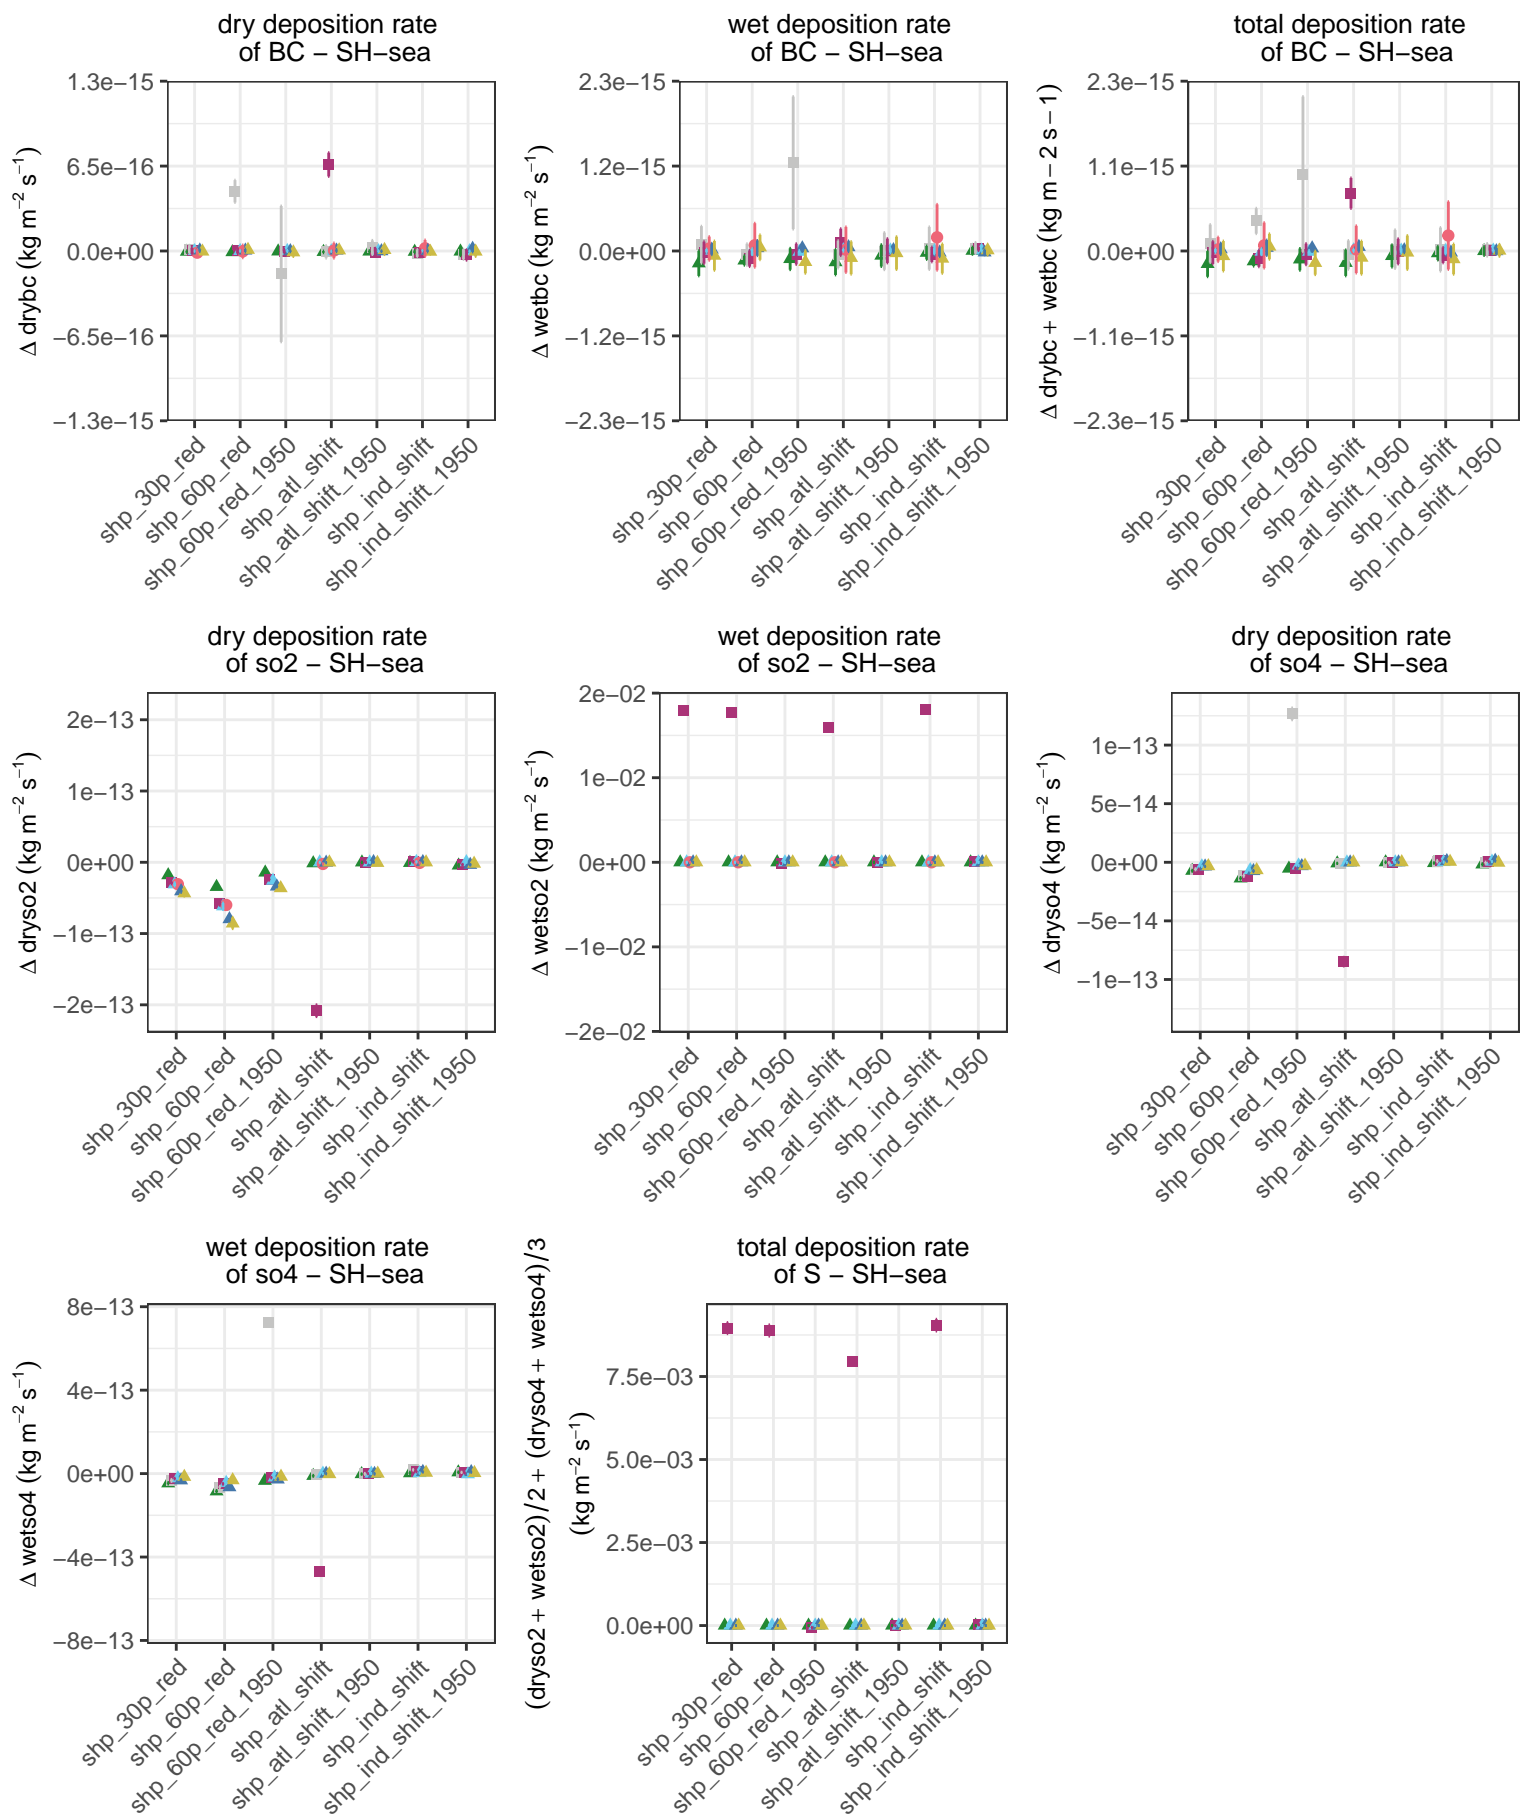 dry deposition rate
of BC − SH−sea
Δ drybc (kg m−2 s−1)
1.3e−15
6.5e−16
0.0e+00
−6.5e−16
−1.3e−15
shp_30p_red
shp_60p_red
shp_60p_red_1950
shp_atl_shift
shp_atl_shift_1950
shp_ind_shift
shp_ind_shift_1950
wet deposition rate
of BC − SH−sea
Δ wetbc (kg m−2 s−1)
2.3e−15
1.2e−15
0.0e+00
−1.2e−15
−2.3e−15
shp_30p_red
shp_60p_red
shp_60p_red_1950
shp_atl_shift
shp_atl_shift_1950
shp_ind_shift
shp_ind_shift_1950
total deposition rate
of BC − SH−sea
Δ drybc + wetbc (kg m − 2 s − 1)
2.3e−15
1.1e−15
0.0e+00
−1.1e−15
−2.3e−15
shp_30p_red
shp_60p_red
shp_60p_red_1950
shp_atl_shift
shp_atl_shift_1950
shp_ind_shift
shp_ind_shift_1950
dry deposition rate
of so2 − SH−sea
Δ dryso2 (kg m−2 s−1)
2e−13
1e−13
0e+00
−1e−13
−2e−13
shp_30p_red
shp_60p_red
shp_60p_red_1950
shp_atl_shift
shp_atl_shift_1950
shp_ind_shift
shp_ind_shift_1950
wet deposition rate
of so2 − SH−sea
Δ wetso2 (kg m−2 s−1)
2e−02
1e−02
0e+00
−1e−02
−2e−02
shp_30p_red
shp_60p_red
shp_60p_red_1950
shp_atl_shift
shp_atl_shift_1950
shp_ind_shift
shp_ind_shift_1950
dry deposition rate
of so4 − SH−sea
Δ dryso4 (kg m−2 s−1)
1e−13
5e−14
0e+00
−5e−14
−1e−13
shp_30p_red
shp_60p_red
shp_60p_red_1950
shp_atl_shift
shp_atl_shift_1950
shp_ind_shift
shp_ind_shift_1950
wet deposition rate
of so4 − SH−sea
Δ wetso4 (kg m−2 s−1)
8e−13
4e−13
0e+00
−4e−13
−8e−13
shp_30p_red
shp_60p_red
shp_60p_red_1950
shp_atl_shift
shp_atl_shift_1950
shp_ind_shift
shp_ind_shift_1950
total deposition rate
of S − SH−sea
(dryso2 + wetso2)/2 + (dryso4 + wetso4)/3
(kg m−2 s−1)
7.5e−03
5.0e−03
2.5e−03
0.0e+00
shp_30p_red
shp_60p_red
shp_60p_red_1950
shp_atl_shift
shp_atl_shift_1950
shp_ind_shift
shp_ind_shift_1950